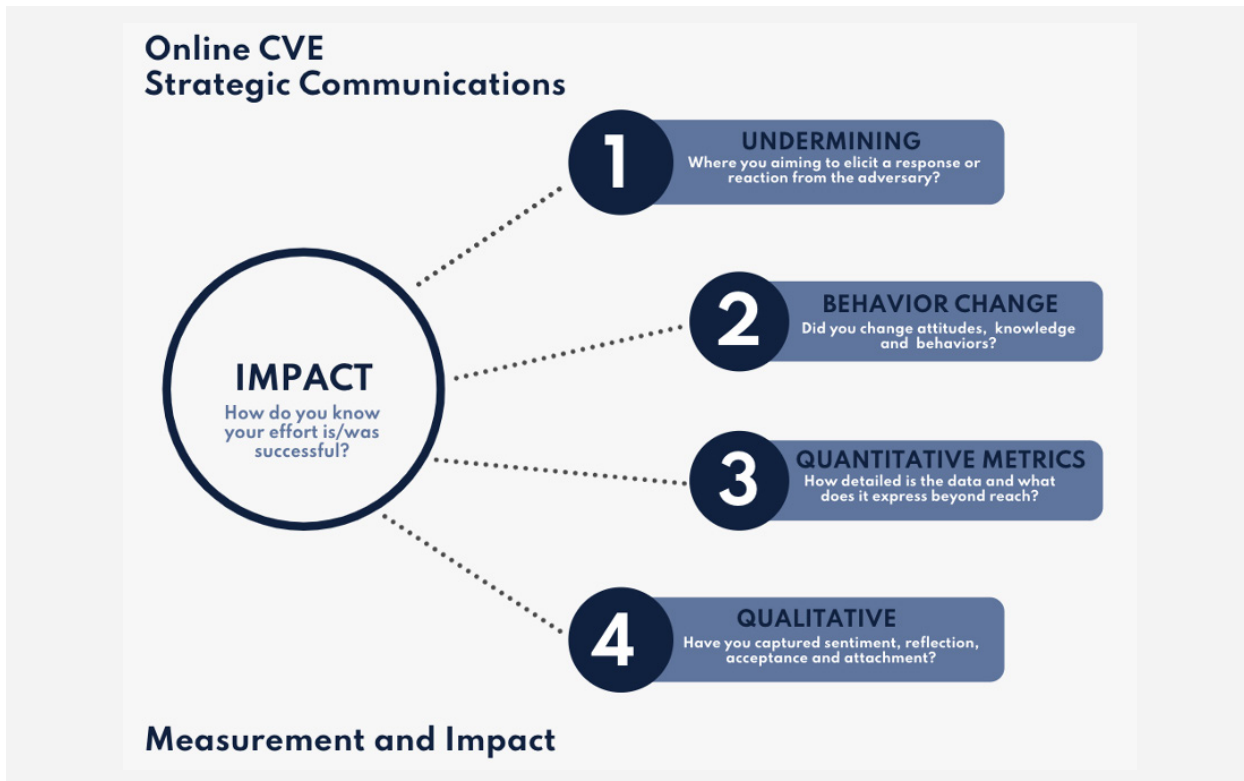 Online CVE
Strategic Communications
1
UNDERMINING
Where you aiming to elicit a response or
reaction from the adversary?
2
BEHAVIOR CHANGE
Did you change attitudes, knowledge
and behaviors?
IMPACT
How do you know
your effort is/was
successful?
3
QUANTITATIVE METRICS
How detailed is the data and what
does it express beyond reach?
4
QUALITATIVE
Have you captured sentiment, reflection,
acceptance and attachment?
Measurement and Impact